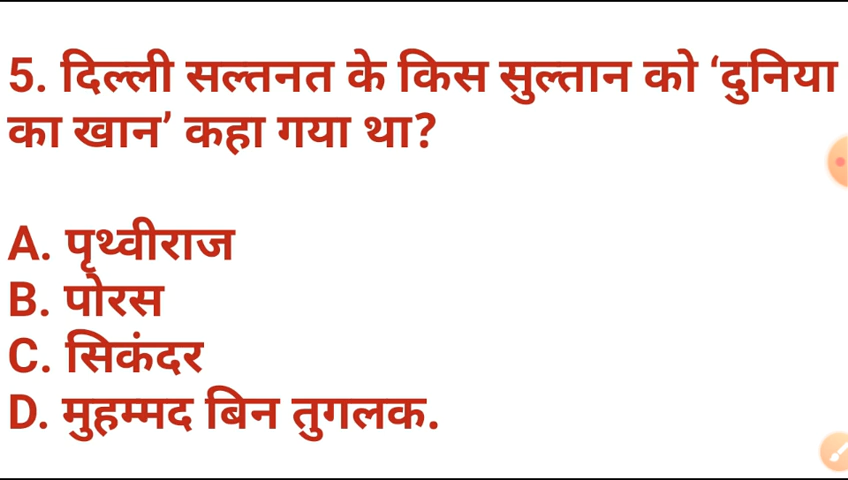 5. दिल्ली सल्तनत के किस सुल्तान को ‘दुनिया
का खान’ कहा गया था?
A. पृथ्वीराज
B. पोरस
C. सिकंदर
D. मुहम्मद बिन तुगलक.